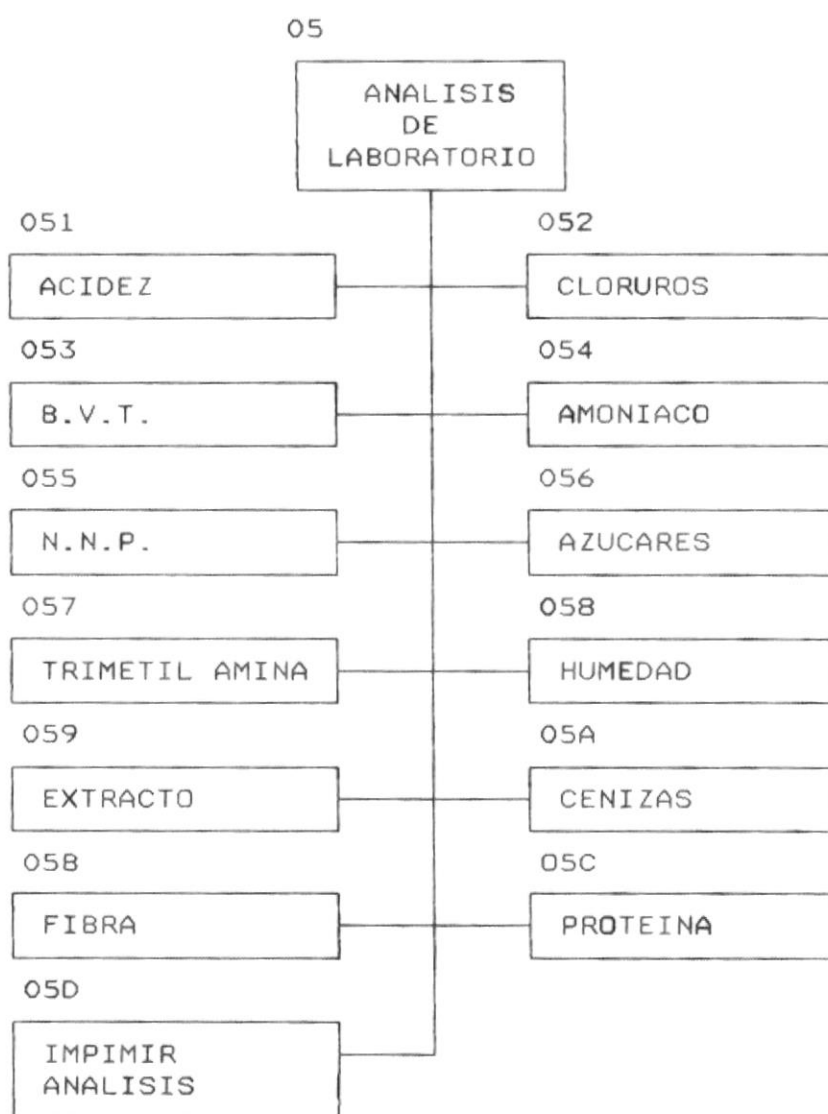 05
ANALISIS
DE
LABORATORIO
051
052
ACIDEZ
CLORUROS
053
054
B.V.T.
AMONIACO
055
056
N.N.P.
AZUCARES
057
058
TRIMETIL AMINA
HUMEDAD
059
05A
EXTRACTO
CENIZAS
05B
05C
FIBRA
PROTEINA
05D
IMPIMIR
ANALISIS